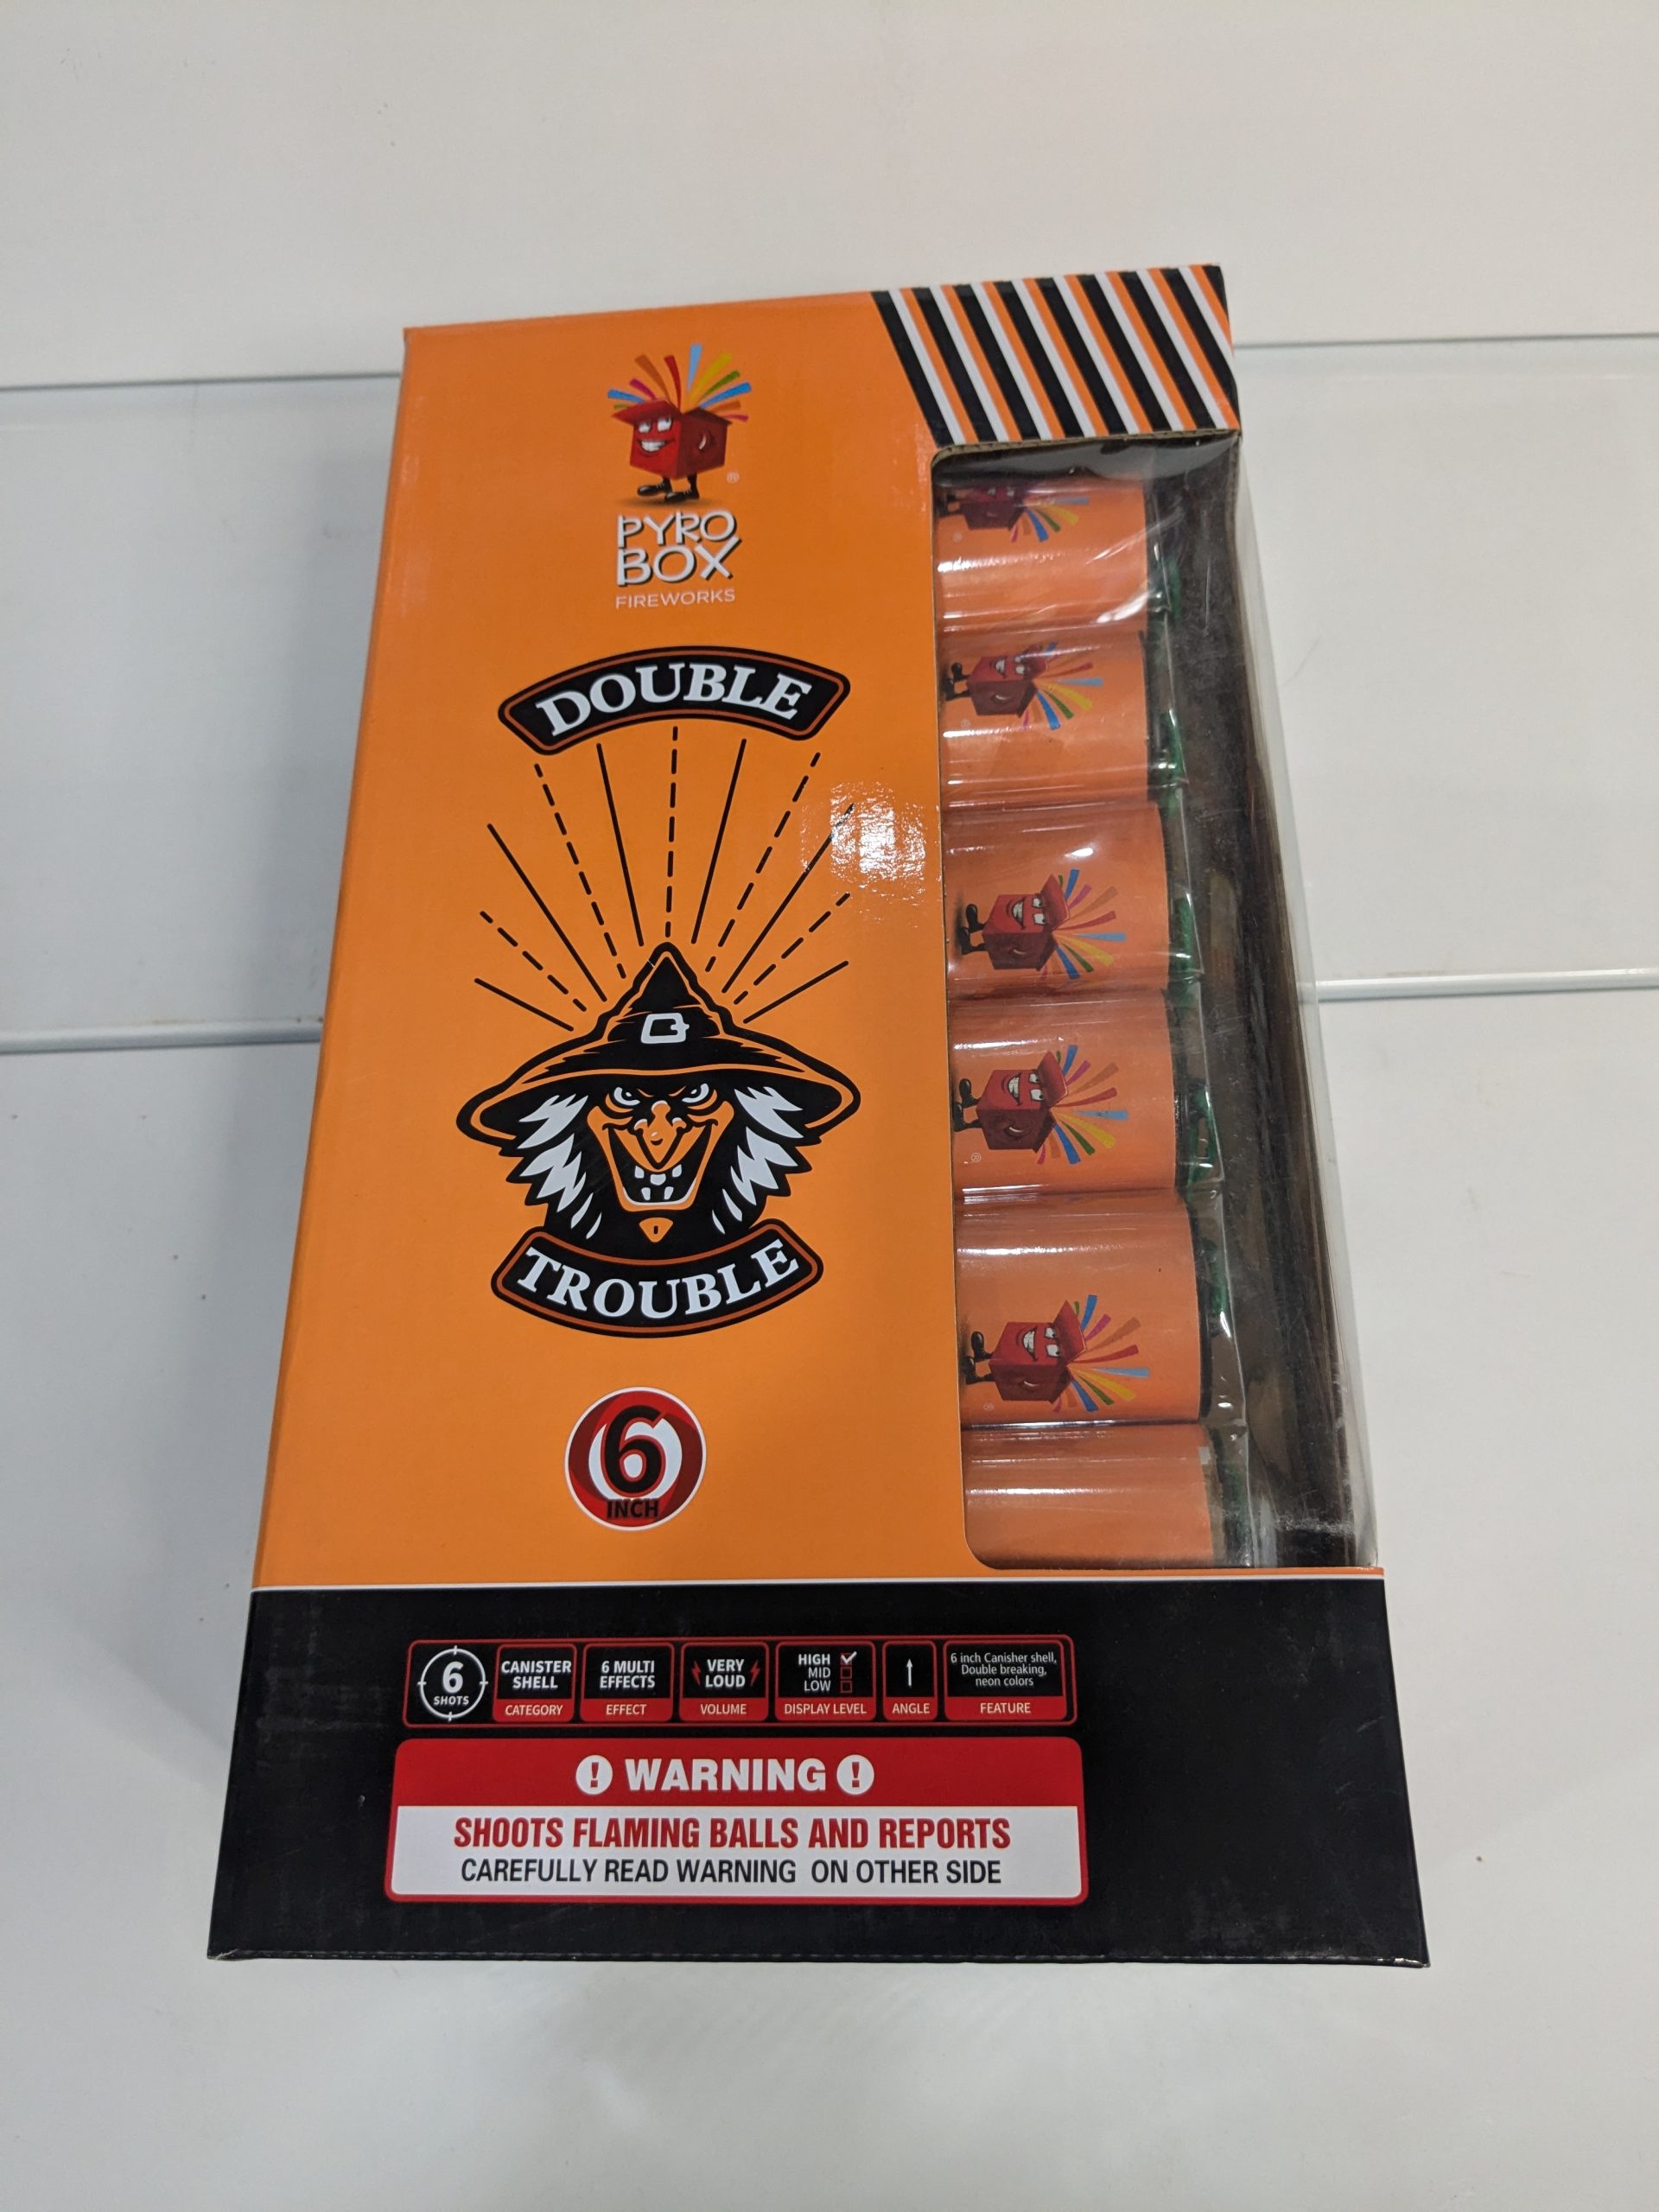 PYRO
BOX
FIREWORKS
DOUBLE
TROUBLE
6
INCH
6
SHOTS
CANISTER
SHELL
CATEGORY
6 MULTI
EFFECTS
EFFECT
VERY
LOUD
VOLUME
HIGH
MID
LOW
DISPLAY LEVEL
ANGLE
6 inch Canisher shell,
Double breaking,
neon colors
FEATURE
! WARNING !
SHOOTS FLAMING BALLS AND REPORTS
CAREFULLY READ WARNING ON OTHER SIDE